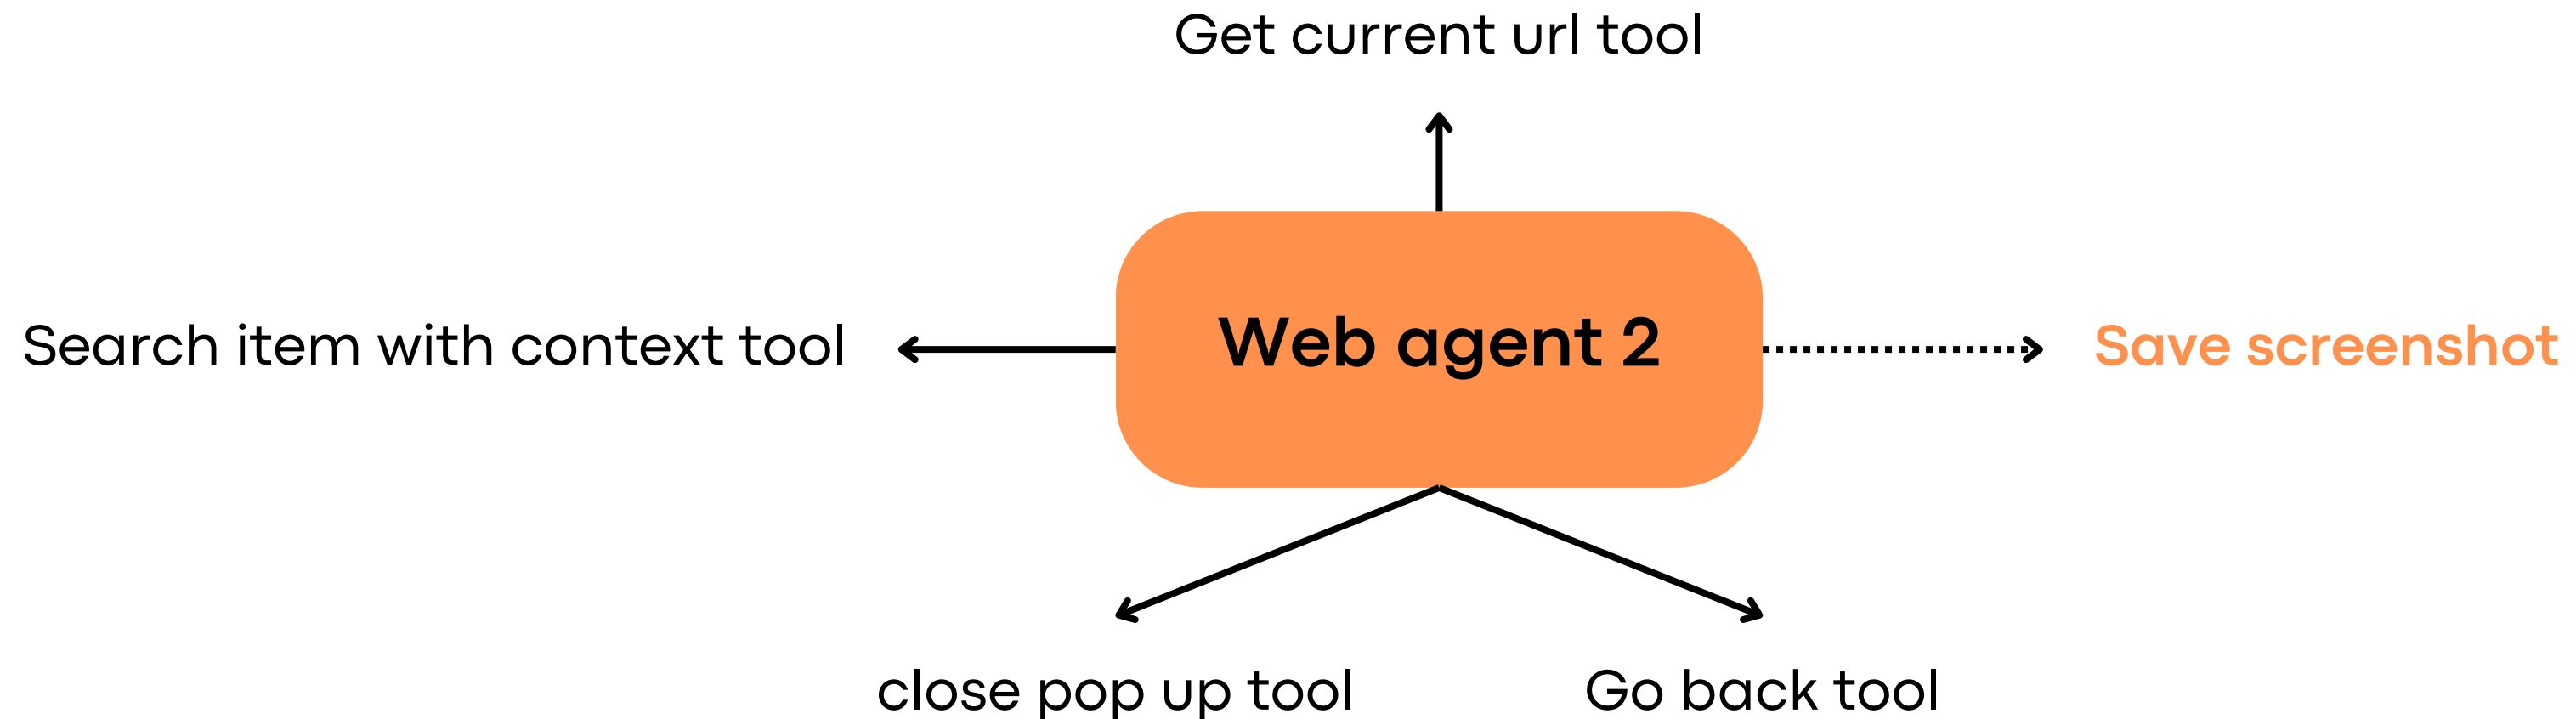 Get current url tool
Search item with context tool
Web agent 2
Save screenshot
close pop up tool
Go back tool